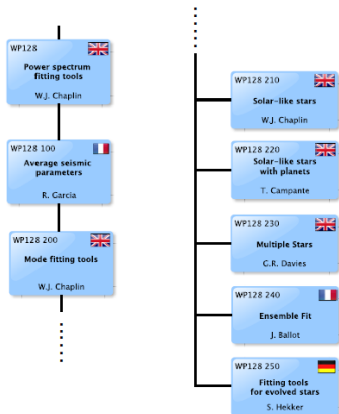 WP128
Power spectrum
fitting tools
W.J. Chaplin
WP128 100
Average seismic
parameters
R. Garcia
WP128 200
Mode fitting tools
W.J. Chaplin
WP128 210
Solar-like stars
W.J. Chaplin
WP128 220
Solar-like stars
with planets
T. Campante
WP128 230
Multiple Stars
G.R. Davies
WP128 240
Ensemble Fit
J. Ballot
WP128 250
Fitting tools
for evolved stars
S. Hekker